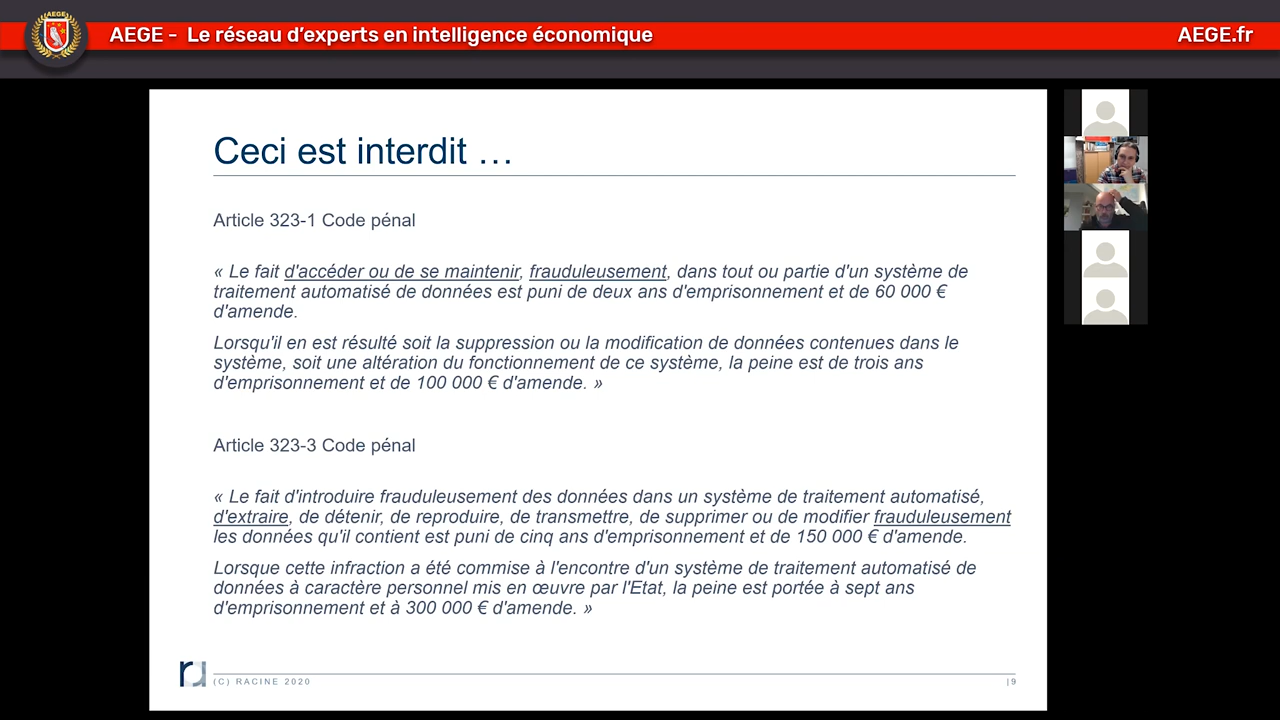 AEGE
AEGE - Le réseau d'experts en intelligence économique
AEGE.fr
Ceci est interdit …
Article 323-1 Code pénal
« Le fait d'accéder ou de se maintenir, frauduleusement, dans tout ou partie d'un système de
traitement automatisé de données est puni de deux ans d'emprisonnement et de 60 000 €
d'amende.
Lorsqu'il en est résulté soit la suppression ou la modification de données contenues dans le
système, soit une altération du fonctionnement de ce système, la peine est de trois ans
d'emprisonnement et de 100 000 € d'amende. »
Article 323-3 Code pénal
« Le fait d'introduire frauduleusement des données dans un système de traitement automatisé,
d'extraire, de détenir, de reproduire, de transmettre, de supprimer ou de modifier frauduleusement
les données qu'il contient est puni de cinq ans d'emprisonnement et de 150 000 € d'amende.
Lorsque cette infraction a été commise à l'encontre d'un système de traitement automatisé de
données à caractère personnel mis en œuvre par l'Etat, la peine est portée à sept ans
d'emprisonnement et à 300 000 € d'amende. »
(C) RACINE 2020
|9